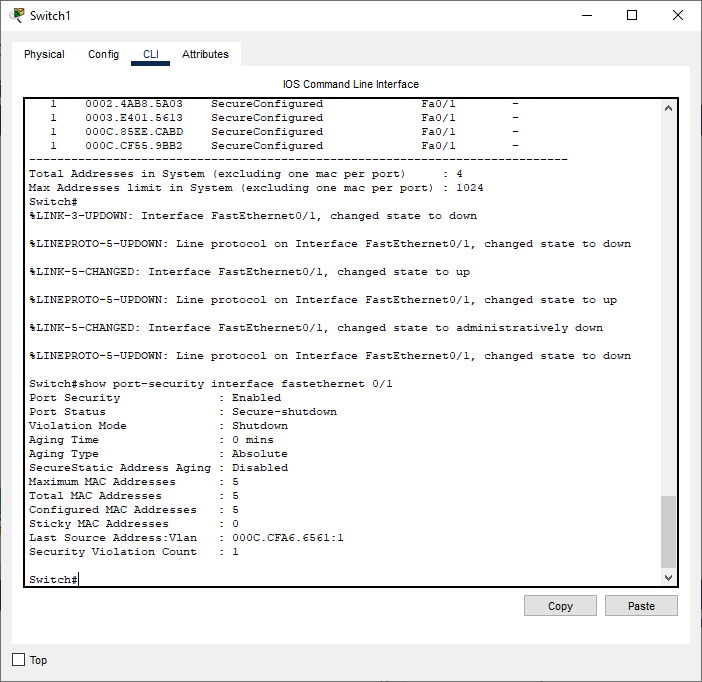 Switch1
Physical Config CLI Attributes
IOS Command Line Interface
1 0002.4AB8.5A03 SecureConfigured Fa0/1 -
1 0003.E401.5613 SecureConfigured Fa0/1 -
1 000C.85EE.CABD SecureConfigured Fa0/1 -
1 000C.CF55.9BB2 SecureConfigured Fa0/1 -
-----------------------------------------------------------------------------
Total Addresses in System (excluding one mac per port) : 4
Max Addresses limit in System (excluding one mac per port) : 1024
Switch#
%LINK-3-UPDOWN: Interface FastEthernet0/1, changed state to down
%LINEPROTO-5-UPDOWN: Line protocol on Interface FastEthernet0/1, changed state to down
%LINK-5-CHANGED: Interface FastEthernet0/1, changed state to up
%LINEPROTO-5-UPDOWN: Line protocol on Interface FastEthernet0/1, changed state to up
%LINK-5-CHANGED: Interface FastEthernet0/1, changed state to administratively down
%LINEPROTO-5-UPDOWN: Line protocol on Interface FastEthernet0/1, changed state to down
Switch#show port-security interface fastethernet 0/1
Port Security : Enabled
Port Status : Secure-shutdown
Violation Mode : Shutdown
Aging Time : 0 mins
Aging Type : Absolute
SecureStatic Address Aging : Disabled
Maximum MAC Addresses : 5
Total MAC Addresses : 5
Configured MAC Addresses : 5
Sticky MAC Addresses : 0
Last Source Address:Vlan : 000C.CFA6.6561:1
Security Violation Count : 1
Switch#
Copy Paste
Top